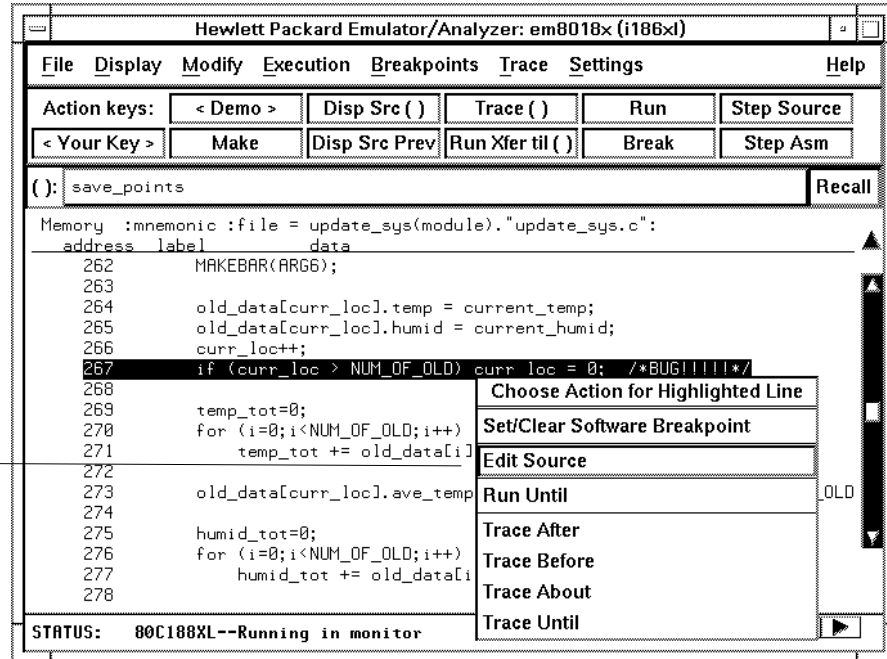 Hewlett Packard Emulator/Analyzer: em8018x (i186xl)
File Display Modify Execution Breakpoints Trace Settings Help
Action keys: < Demo > Disp Src ( ) Trace ( ) Run Step Source
< Your Key > Make Disp Src Prev Run Xfer til ( ) Break Step Asm
( ): save_points Recall
Memory :mnemonic :file = update_sys(module)."update_sys.c":
address label data
262 MAKEBAR(ARG6);
263
264 old_data[curr_loc].temp = current_temp;
265 old_data[curr_loc].humid = current_humid;
266 curr_loc++;
267 if (curr_loc > NUM_OF_OLD) curr_loc = 0; /*BUG!!!!!*/
268
269 temp_tot=0;
270 for (i=0;i<NUM_OF_OLD;i++)
271 temp_tot += old_data[i]
272
273 old_data[curr_loc].ave_temp _OLD
274
275 humid_tot=0;
276 for (i=0;i<NUM_OF_OLD;i++)
277 humid_tot += old_data[i
278
Choose Action for Highlighted Line
Set/Clear Software Breakpoint
Edit Source
Run Until
Trace After
Trace Before
Trace About
Trace Until
STATUS: 80C188XL--Running in monitor